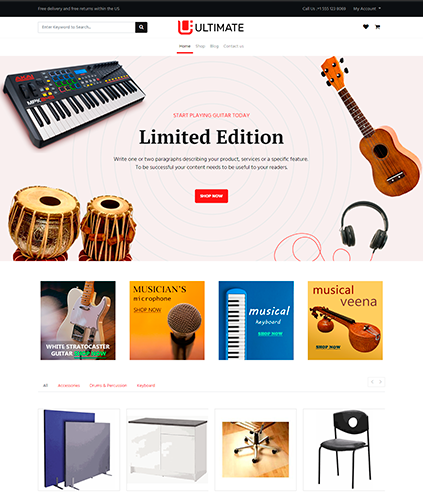 Free delivery and free returns within the US
Call Us: +1 555 123 8069
My Account
Enter Keyword to Search...
ULTIMATE
Home
Shop
Blog
Contact us
AKAI
MPK
START PLAYING GUITAR TODAY
Limited Edition
Write one or two paragraphs describing your product, services or a specific feature.
To be successful your content needs to be useful to your readers.
SHOP NOW
WHITE STRATOCASTER
GUITAR SHOP NOW
MUSICIAN'S
microphone
SHOP NOW
musical
keyboard
SHOP NOW
musical
veena
SHOP NOW
All
Accessories
Drums & Percussion
Keyboard